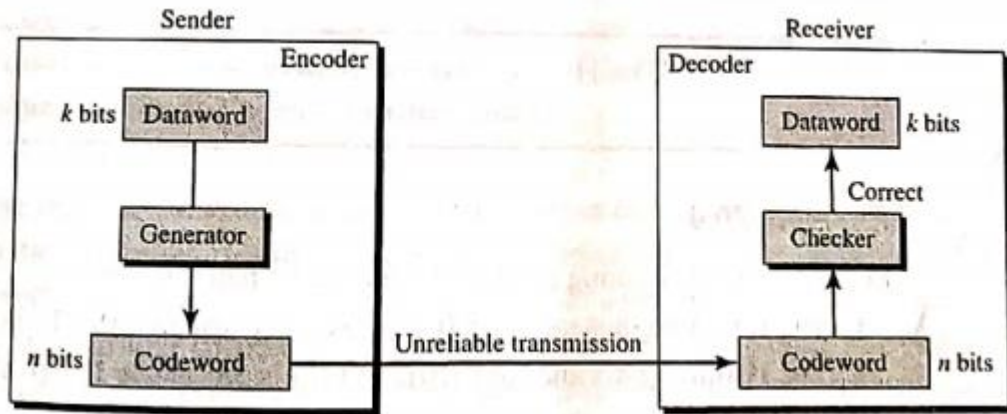 Sender
Encoder
k bits
Dataword
Generator
n bits
Codeword
Unreliable transmission
Receiver
Decoder
Dataword
k bits
Correct
Checker
Codeword
n bits